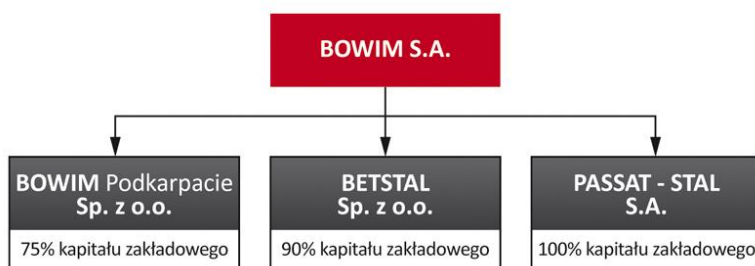 BOWIM S.A.
BOWIM Podkarpacie
Sp. z o.o.
75% kapitału zakładowego
BETSTAL
Sp. z o.o.
90% kapitału zakładowego
PASSAT - STAL
S.A.
100% kapitału zakładowego